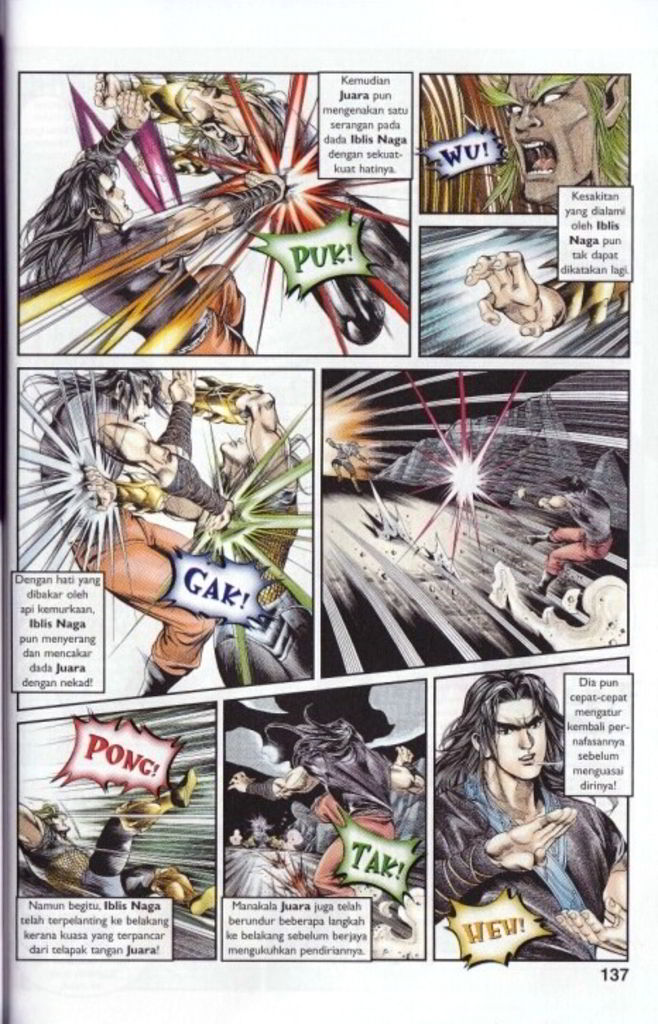 Kemudian
Juara pun
mengenakan satu
serangan pada
dada Iblis Naga
dengan sekuat-
kuat hatinya.
PUK!
WU!
Kesakitan
yang dialami
oleh Iblis
Naga pun
tak dapat
dikatakan lagi.
Dengan hati yang
dibakar oleh
api kemurkaan,
Iblis Naga
pun menyerang
dan mencakar
dada Juara
dengan nekad!
GAK!
PONG!
Namun begitu, Iblis Naga
telah terpelanting ke belakang
kerana kuasa yang terpancar
dari telapak tangan Juara!
TAK!
Manakala Juara pun telah
berundur beberapa langkah
ke belakang sebelum berjaya
mengukuhkan pendiriannya.
Dia pun
cepat-cepat
mengatur
kembali per-
nafasannya
sebelum
menguasai
dirinya!
HEH!
137